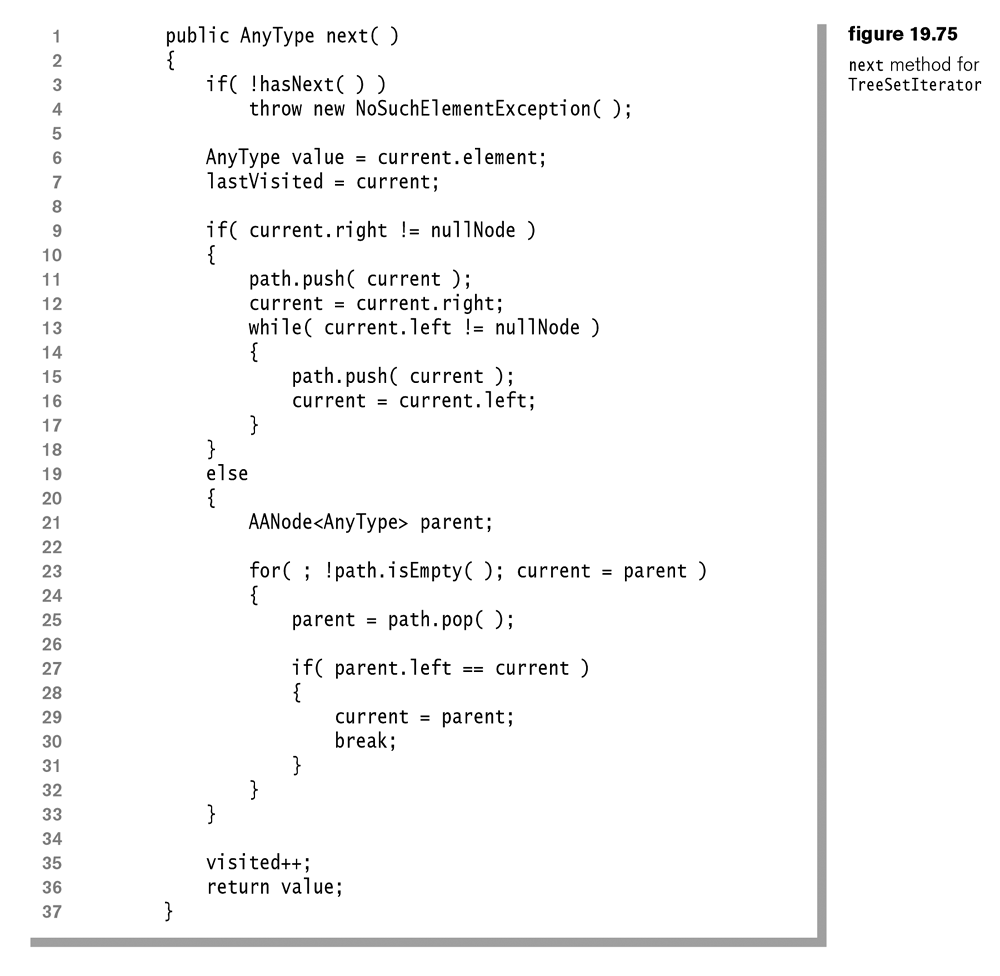 1 public AnyType next( )
2 {
3 if( !hasNext( ) )
4 throw new NoSuchElementException( );
5
6 AnyType value = current.element;
7 lastVisited = current;
8
9 if( current.right != nullNode )
10 {
11 path.push( current );
12 current = current.right;
13 while( current.left != nullNode )
14 {
15 path.push( current );
16 current = current.left;
17 }
18 }
19 else
20 {
21 AANode<AnyType> parent;
22
23 for( ; !path.isEmpty( ); current = parent )
24 {
25 parent = path.pop( );
26
27 if( parent.left == current )
28 {
29 current = parent;
30 break;
31 }
32 }
33 }
34
35 visited++;
36 return value;
37 }
figure 19.75
next method for
TreeSetIterator